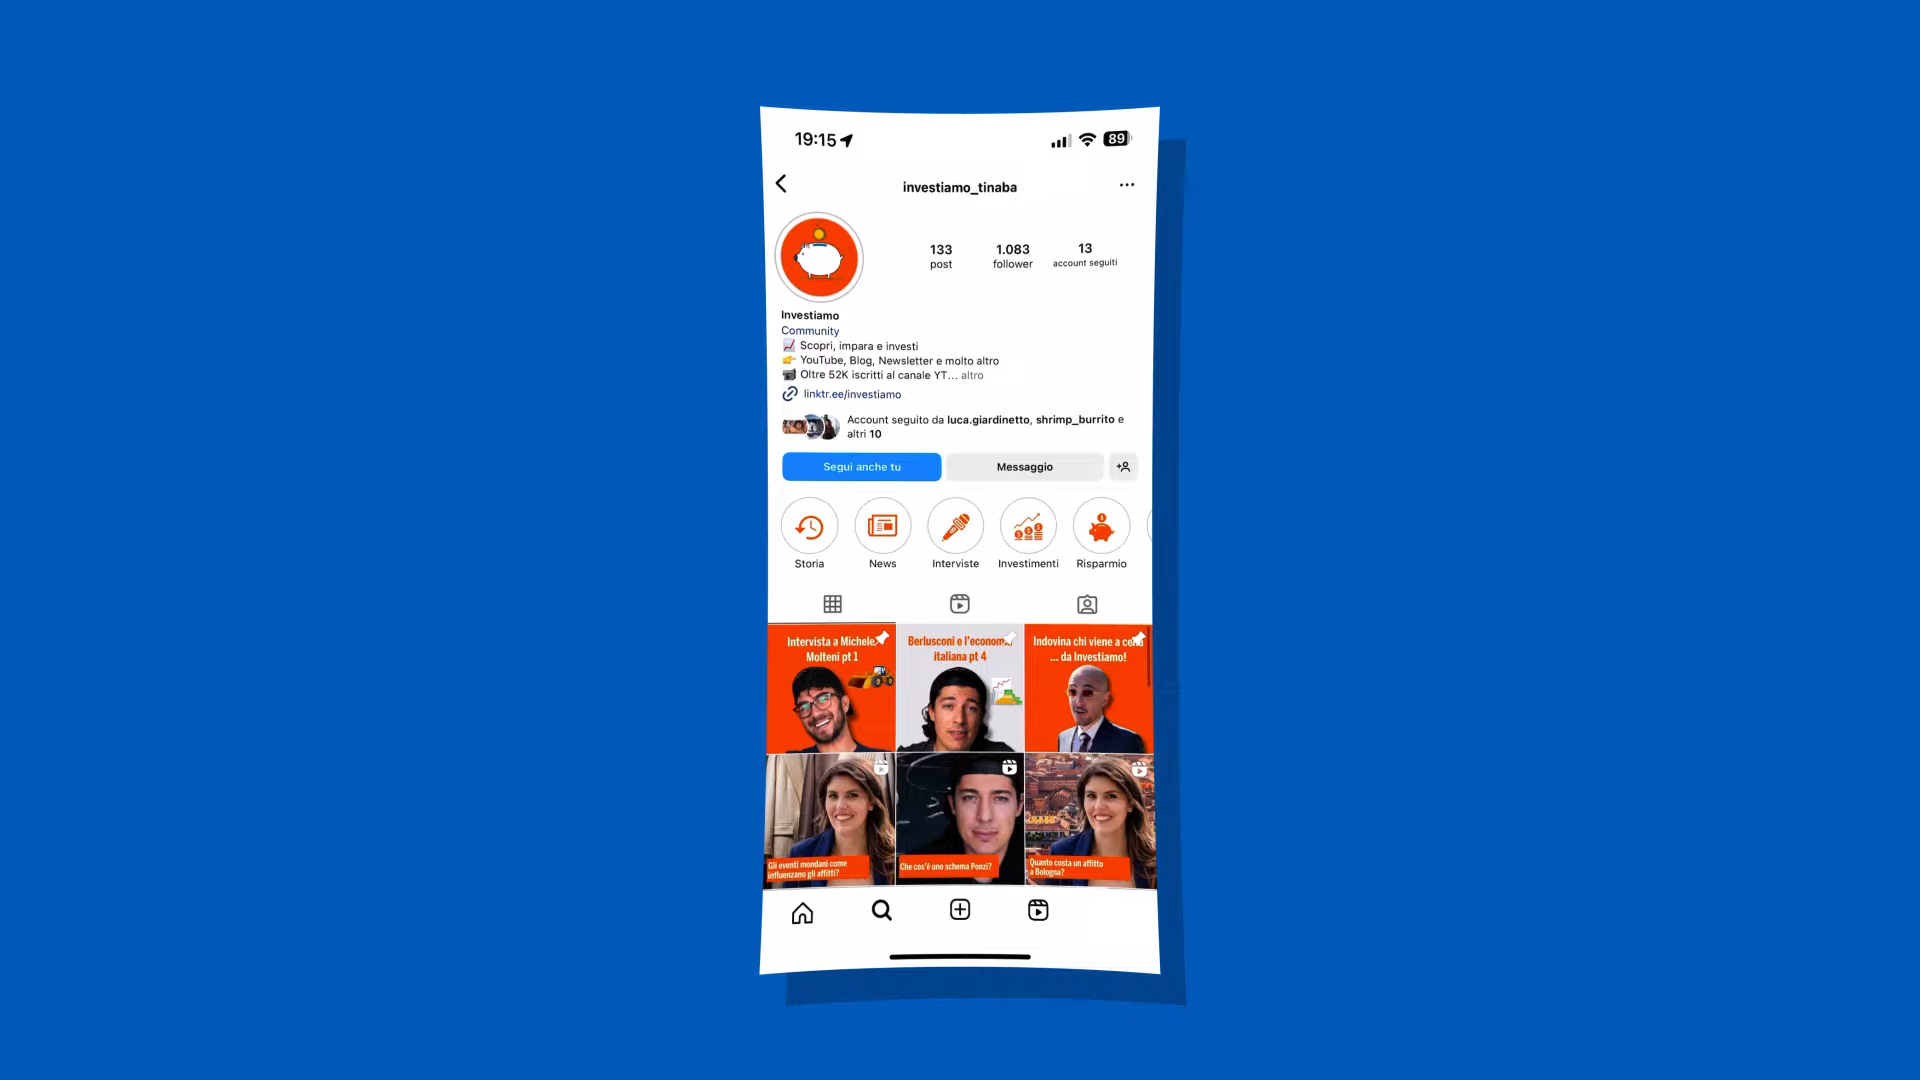 19:15
89
investiamo_tinaba
133
post
1.083
follower
13
account seguiti
Investiamo
Community
Scopri, impara e investi
YouTube, Blog, Newsletter e molto altro
Oltre 52K iscritti al canale YT... altro
linktr.ee/investiamo
Account seguito da luca.giardinetto, shrimp_burrito e
altri 10
Segui anche tu
Messaggio
Storia
News
Interviste
Investimenti
Risparmio
Intervista a Michele
Molteni pt 1
Berlusconi e l'economia
italiana pt 4
Indovina chi viene a cena
... da Investiamo!
Gli eventi mondani come
influenzano gli affitti?
Che cos'è uno schema Ponzi?
Quanto costa un affitto
a Bologna?